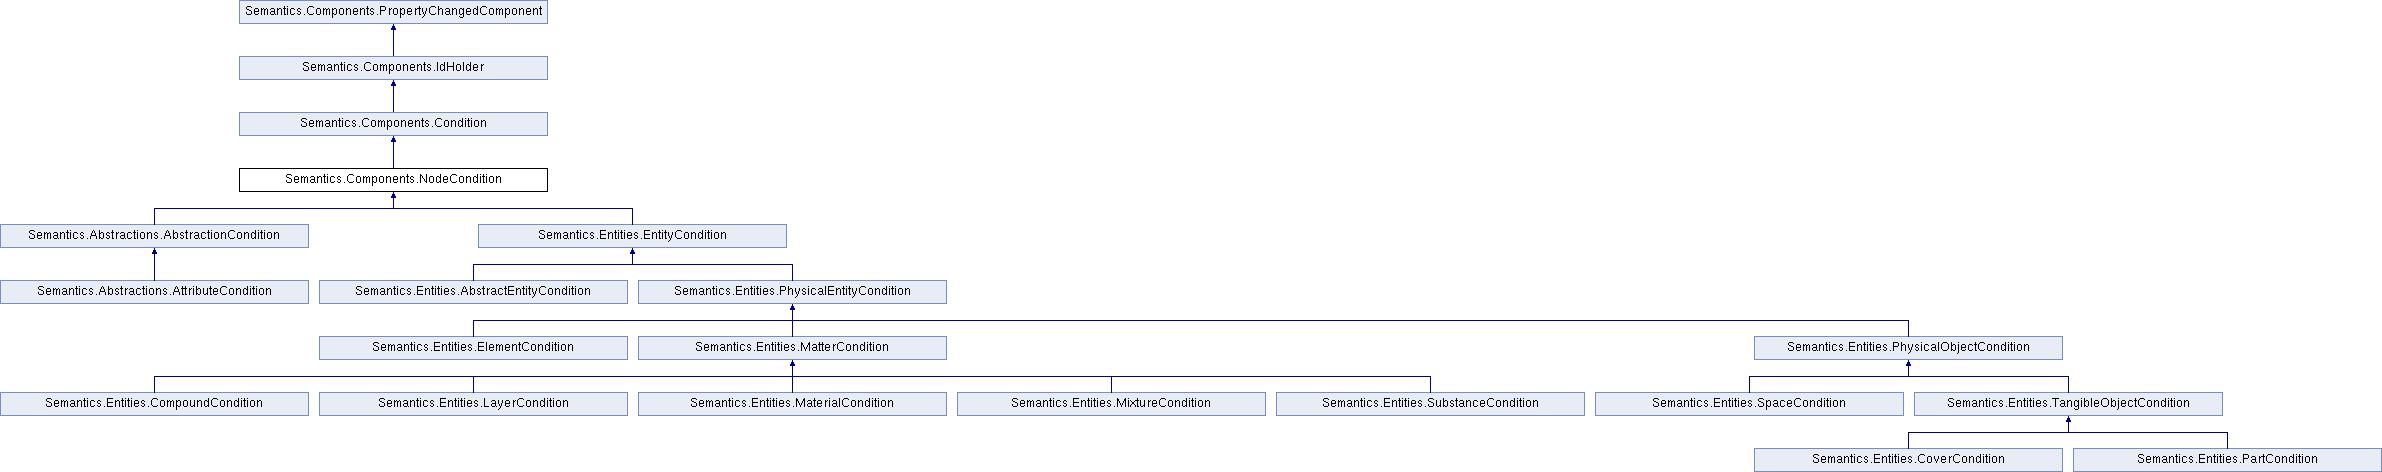 Semantics.Components.PropertyChangedComponent
Semantics.Components.IdHolder
Semantics.Components.Condition
Semantics.Components.NodeCondition
Semantics.Abstractions.AbstractionCondition
Semantics.Entities.EntityCondition
Semantics.Abstractions.AttributeCondition
Semantics.Entities.AbstractEntityCondition
Semantics.Entities.PhysicalEntityCondition
Semantics.Entities.ElementCondition
Semantics.Entities.MatterCondition
Semantics.Entities.PhysicalObjectCondition
Semantics.Entities.CompoundCondition
Semantics.Entities.LayerCondition
Semantics.Entities.MaterialCondition
Semantics.Entities.MixtureCondition
Semantics.Entities.SubstanceCondition
Semantics.Entities.SpaceCondition
Semantics.Entities.TangibleObjectCondition
Semantics.Entities.CoverCondition
Semantics.Entities.PartCondition